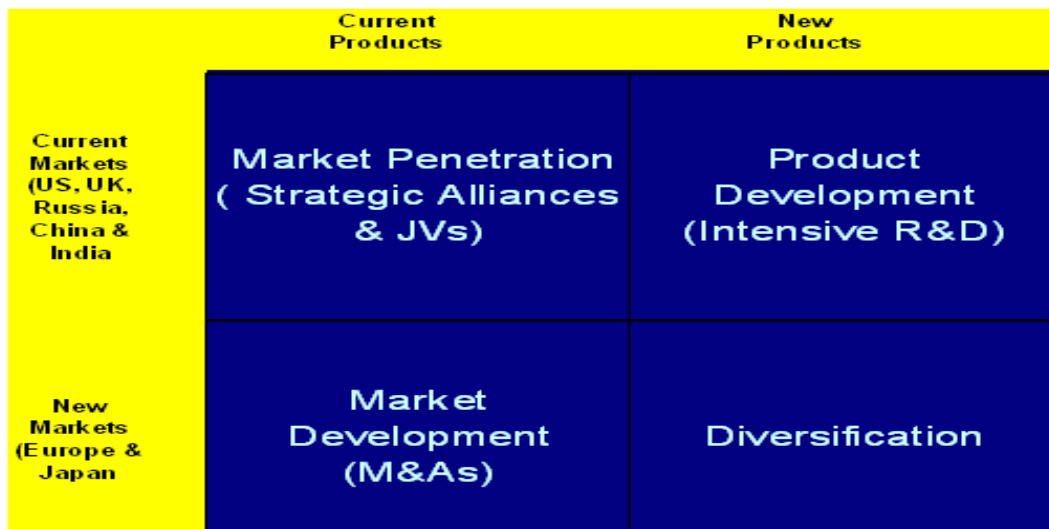 Current
Products
New
Products
Current
Markets
(US, UK,
Russia,
China &
India
Market Penetration
( Strategic Alliances
& JVs)
Product
Development
(Intensive R&D)
New
Markets
(Europe &
Japan
Market
Development
(M&As)
Diversification